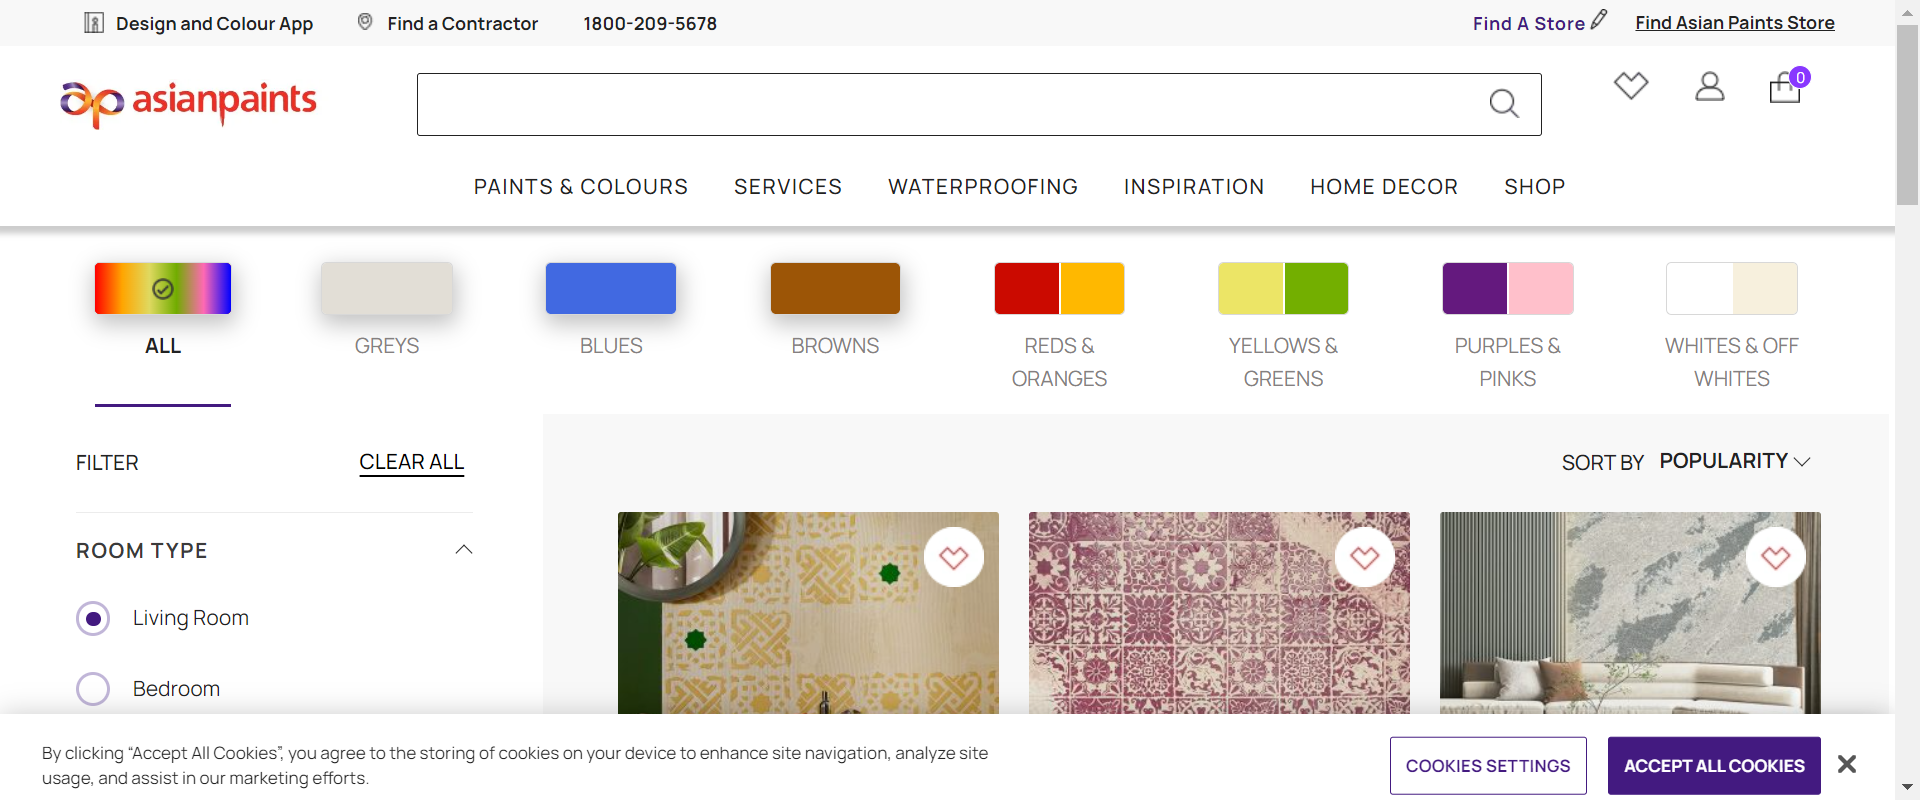 Design and Colour App
Find a Contractor
1800-209-5678
Find A Store
Find Asian Paints Store
asianpaints
0
PAINTS & COLOURS
SERVICES
WATERPROOFING
INSPIRATION
HOME DECOR
SHOP
ALL
GREYS
BLUES
BROWNS
REDS &
ORANGES
YELLOWS &
GREENS
PURPLES &
PINKS
WHITES & OFF
WHITES
FILTER
CLEAR ALL
SORT BY
POPULARITY
ROOM TYPE
Living Room
Bedroom
By clicking “Accept All Cookies”, you agree to the storing of cookies on your device to enhance site navigation, analyze site
usage, and assist in our marketing efforts.
COOKIES SETTINGS
ACCEPT ALL COOKIES